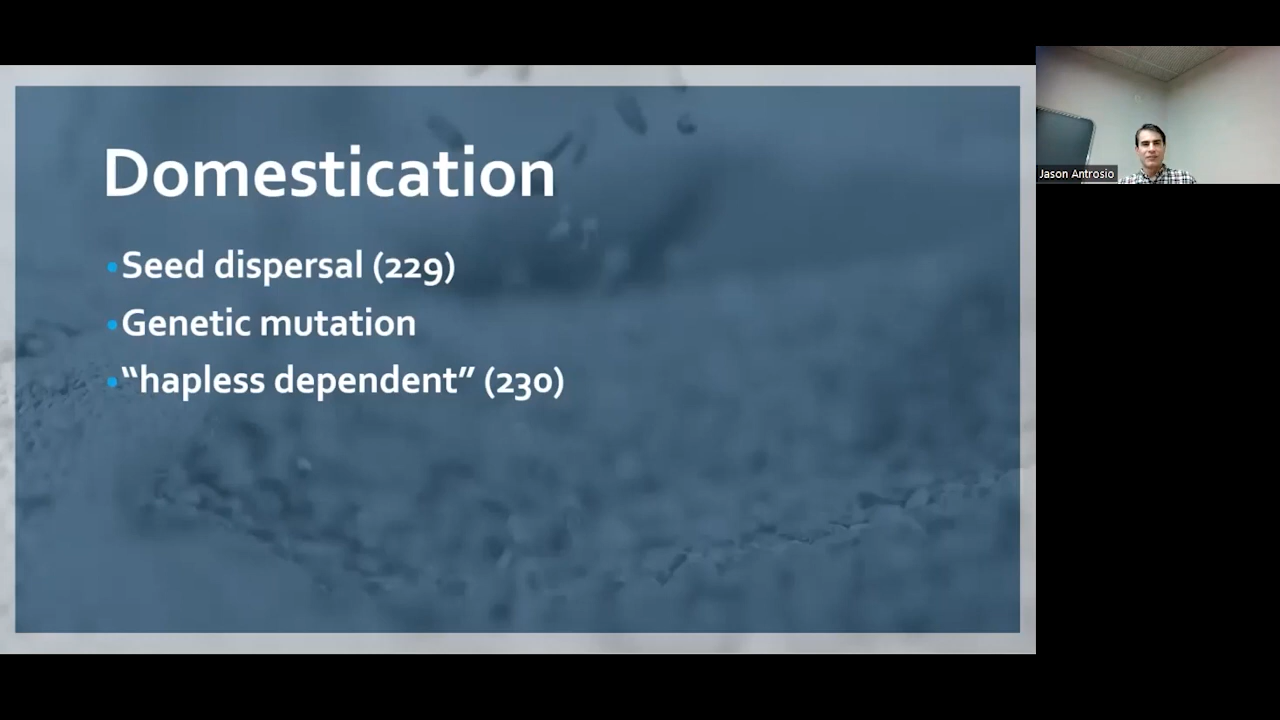 Domestication
•Seed dispersal (229)
•Genetic mutation
•“hapless dependent” (230)
Jason Antrosio